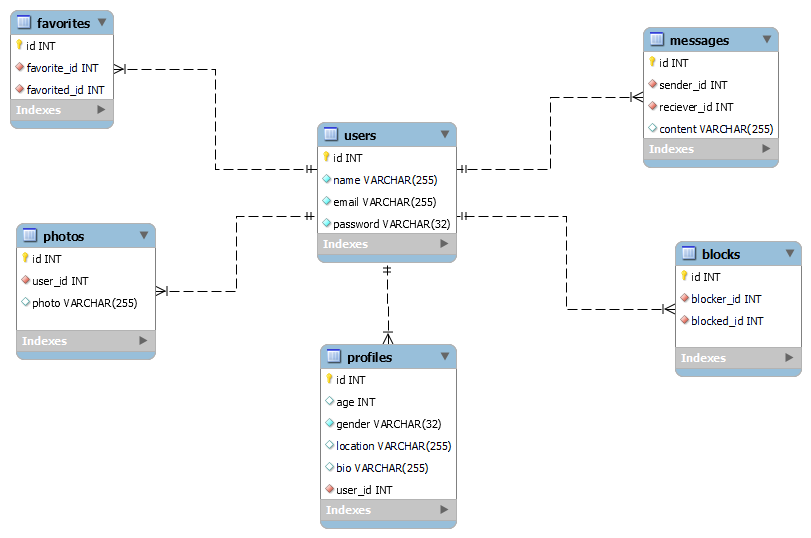 favorites
id INT
favorite_id INT
favorited_id INT
Indexes
messages
id INT
sender_id INT
reciever_id INT
content VARCHAR(255)
Indexes
users
id INT
name VARCHAR(255)
email VARCHAR(255)
password VARCHAR(32)
Indexes
photos
id INT
user_id INT
photo VARCHAR(255)
Indexes
blocks
id INT
blocker_id INT
blocked_id INT
Indexes
profiles
id INT
age INT
gender VARCHAR(32)
location VARCHAR(255)
bio VARCHAR(255)
user_id INT
Indexes